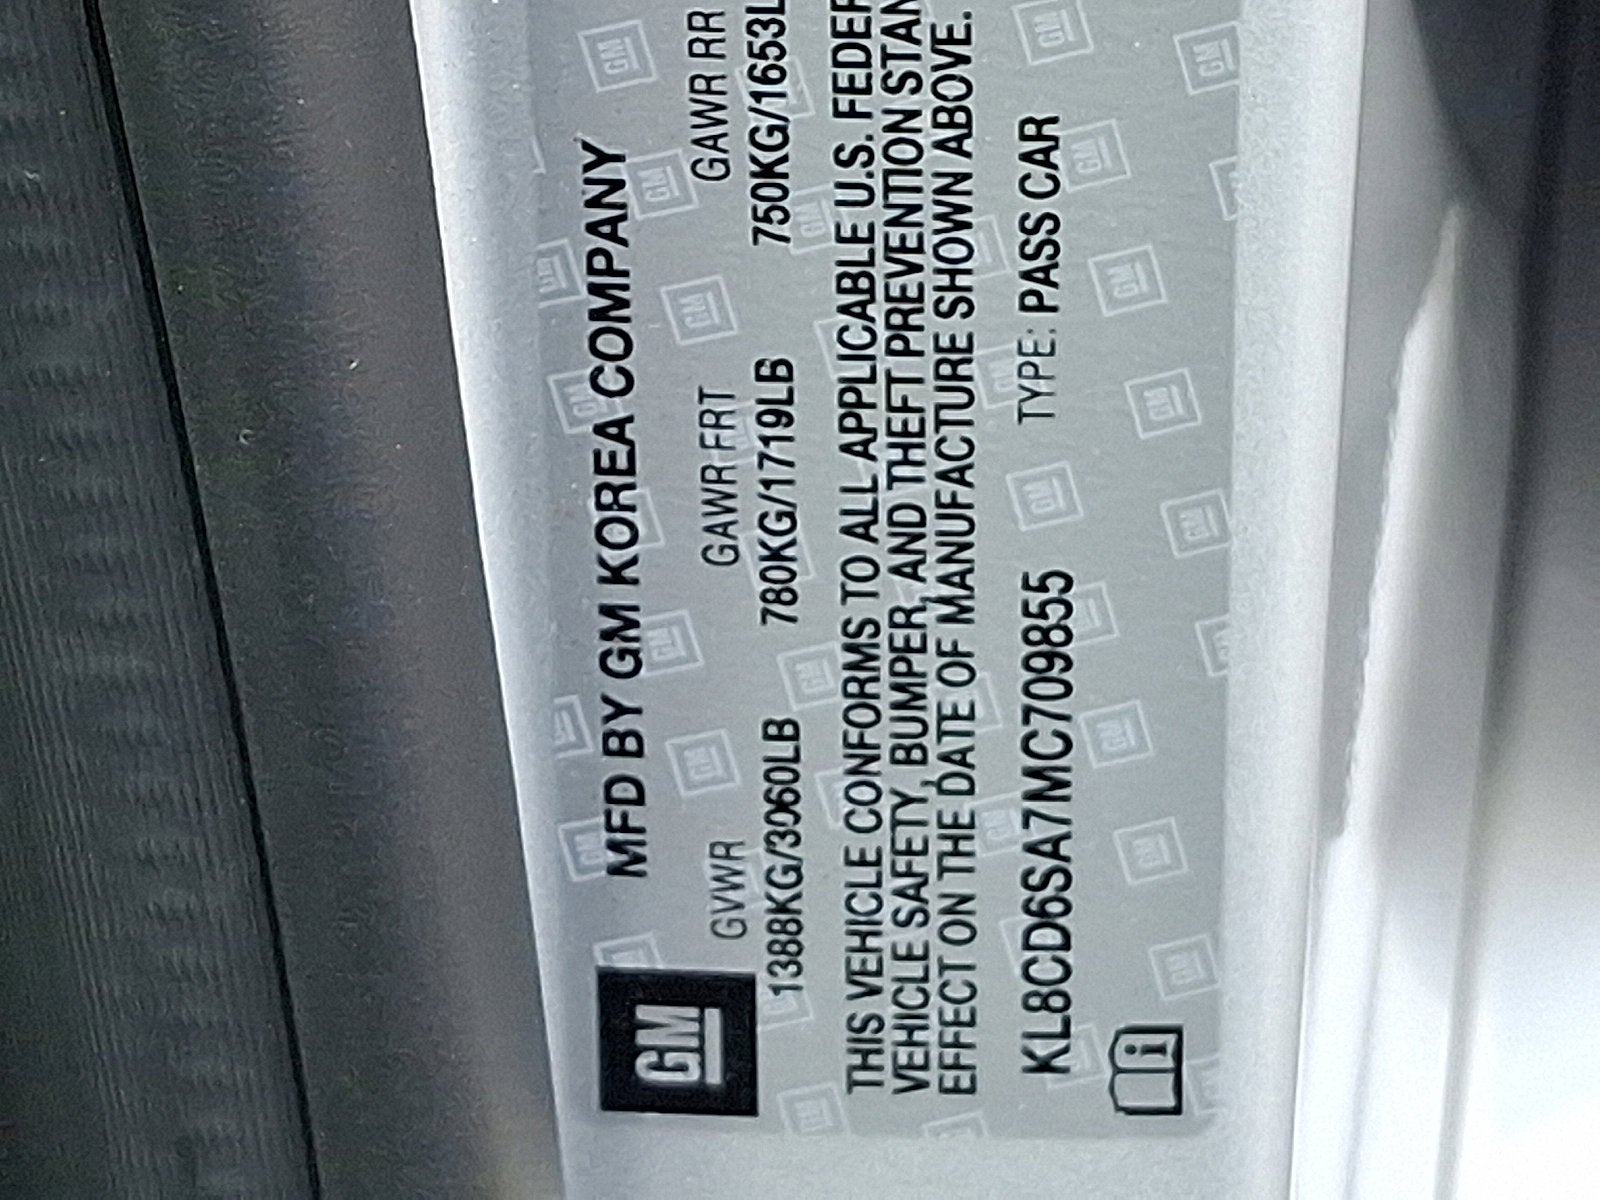 GM
MFD BY GM KOREA COMPANY
GVWR GAWR FRT GAWR RR
1388KG/3060LB 780KG/1719LB 750KG/1653L
THIS VEHICLE CONFORMS TO ALL APPLICABLE U.S. FEDER
VEHICLE SAFETY, BUMPER, AND THEFT PREVENTION STAN
EFFECT ON THE DATE OF MANUFACTURE SHOWN ABOVE.
KL8CD6SA7MC709855 TYPE: PASS CAR